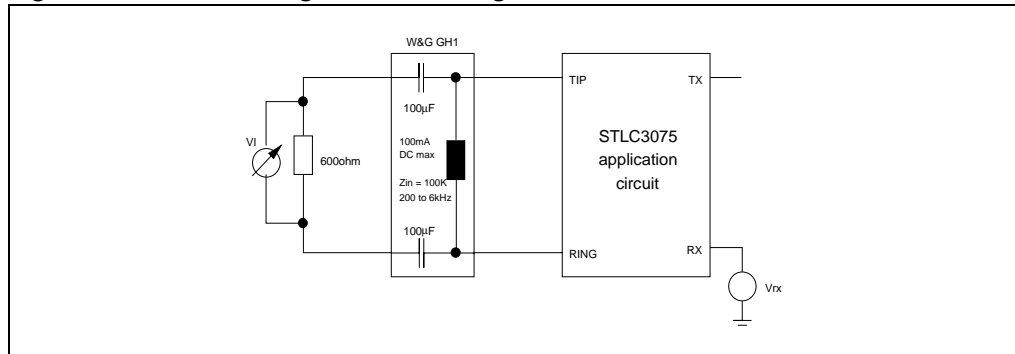 W&G GH1
TIP
TX
100µF
VI
600ohm
100mA
DC max
STLC3075
application
circuit
Zin = 100K
200 to 6kHz
100µF
RING
RX
Vrx